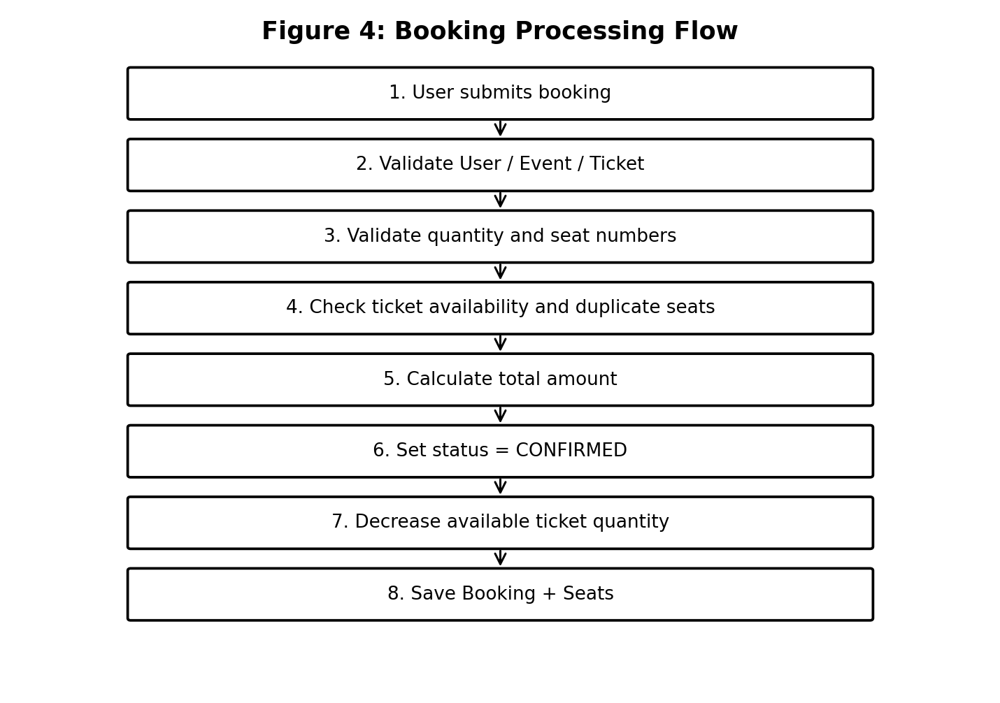 Figure 4: Booking Processing Flow
1. User submits booking
2. Validate User / Event / Ticket
3. Validate quantity and seat numbers
4. Check ticket availability and duplicate seats
5. Calculate total amount
6. Set status = CONFIRMED
7. Decrease available ticket quantity
8. Save Booking + Seats